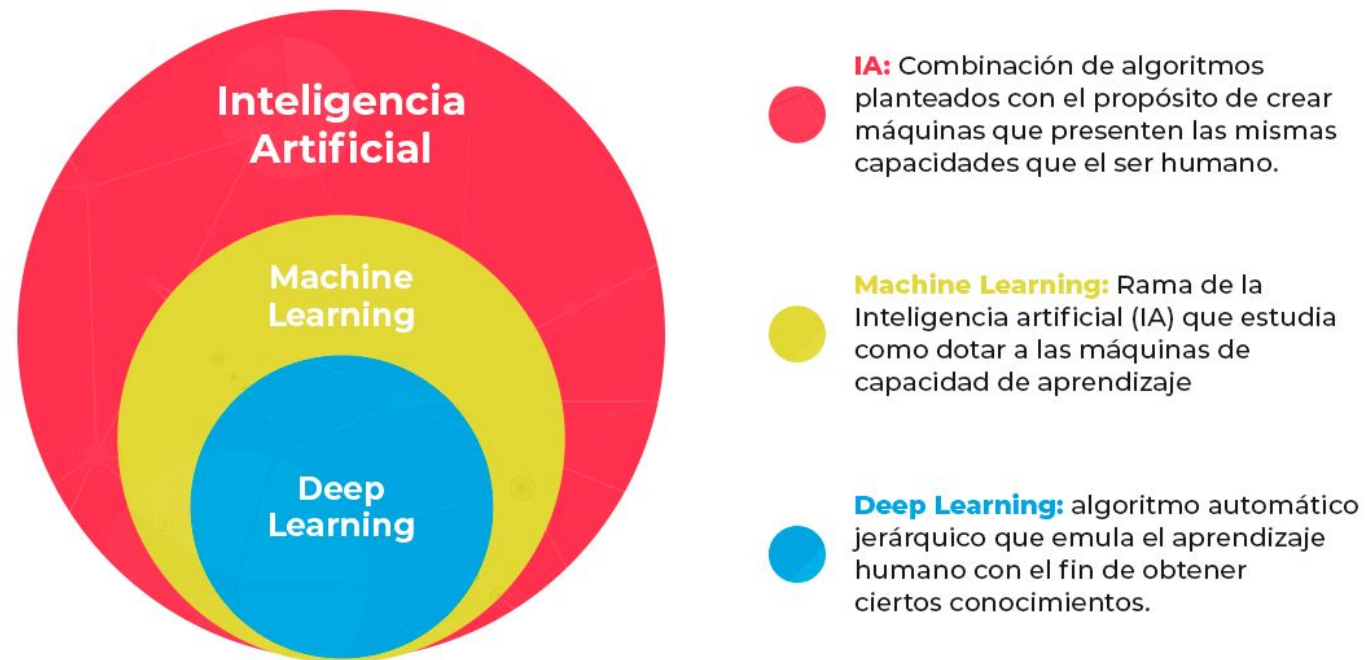 Inteligencia
Artificial
Machine
Learning
Deep
Learning
IA: Combinación de algoritmos
planteados con el propósito de crear
máquinas que presenten las mismas
capacidades que el ser humano.
Machine Learning: Rama de la
Inteligencia artificial (IA) que estudia
como dotar a las máquinas de
capacidad de aprendizaje
Deep Learning: algoritmo automático
jerárquico que emula el aprendizaje
humano con el fin de obtener
ciertos conocimientos.